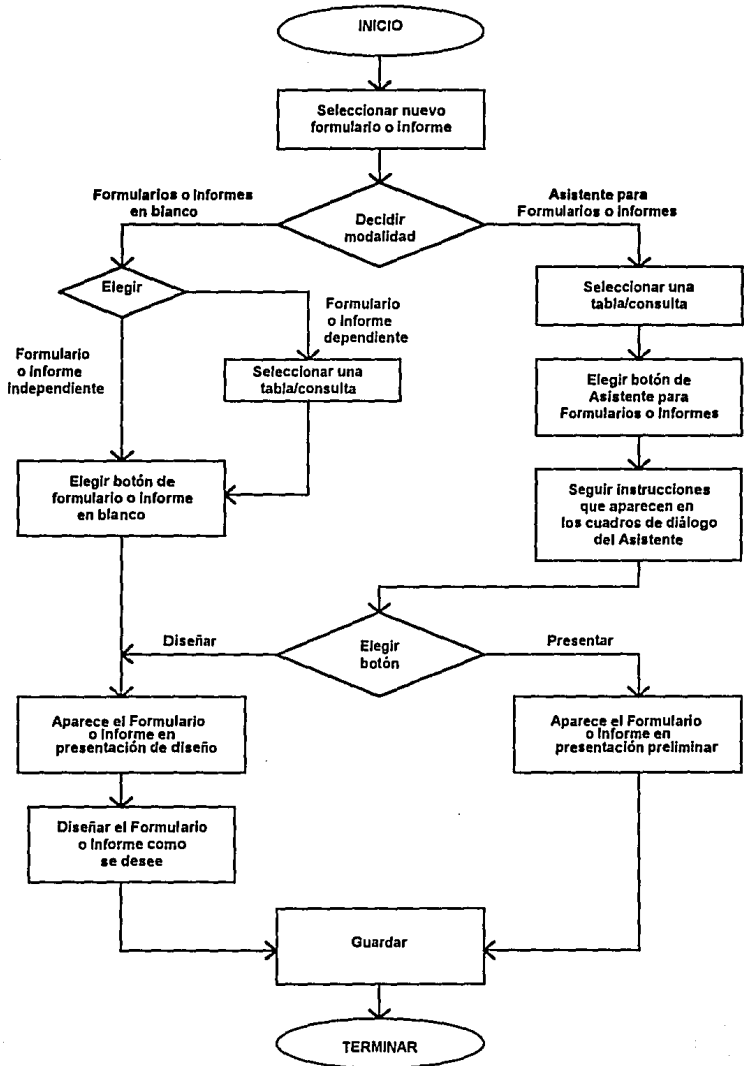 INICIO
Seleccionar nuevo
formulario o informe
Formularios o Informes
en blanco
Decidir
modalidad
Asistente para
Formularios o informes
Elegir
Formulario
o Informe
dependiente
Formulario
o Informe
independiente
Seleccionar una
tabla/consulta
Seleccionar una
tabla/consulta
Elegir botón de
Asistente para
Formularios o Informes
Elegir botón de
formulario o Informe
en blanco
Seguir instrucciones
que aparecen en
los cuadros de diálogo
del Asistente
Diseñar
Elegir
botón
Presentar
Aparece el Formulario
o Informe en
presentación de diseño
Aparece el Formulario
o Informe en
presentación preliminar
Diseñar el Formulario
o Informe como
se desee
Guardar
TERMINAR